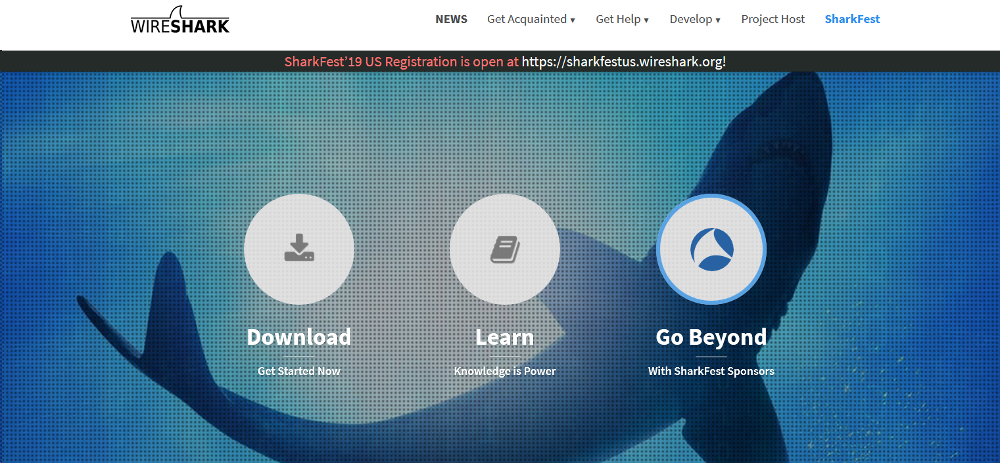 WIRESHARK
NEWS Get Acquainted ▼ Get Help ▼ Develop ▼ Project Host SharkFest
SharkFest’19 US Registration is open at https://sharkfestus.wireshark.org!
Download Learn Go Beyond
Get Started Now Knowledge is Power With SharkFest Sponsors